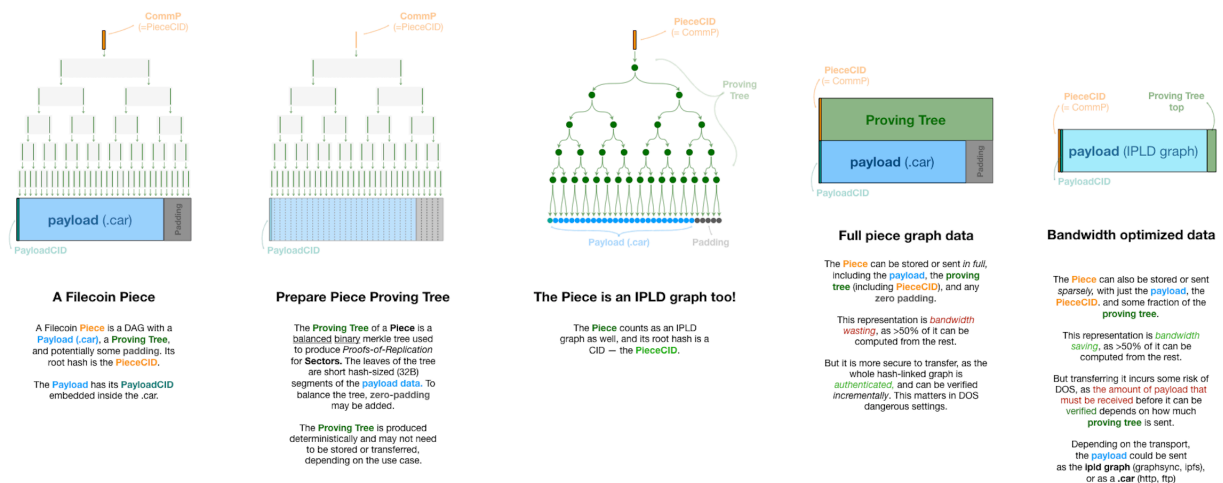 CommP
(=PieceCID)
payload (.car)
Padding
PayloadCID
A Filecoin Piece
A Filecoin Piece is a DAG with a
Payload (.car), a Proving Tree,
and potentially some padding. Its
root hash is the PieceCID.
The Payload has its PayloadCID
embedded inside the .car.
CommP
(=PieceCID)
PayloadCID
Prepare Piece Proving Tree
The Proving Tree of a Piece is a
balanced binary merkle tree used
to produce Proofs-of-Replication
for Sectors. The leaves of the tree
are short hash-sized (32B)
segments of the payload data. To
balance the tree, zero-padding
may be added.
The Proving Tree is produced
deterministically and may not need
to be stored or transferred,
depending on the use case.
PieceCID
(= CommP)
Proving
Tree
Payload (.car)
Padding
The Piece is an IPLD graph too!
The Piece counts as an IPLD
graph as well, and its root hash is a
CID — the PieceCID.
PieceCID
(= CommP)
Proving Tree
payload (.car)
Padding
PayloadCID
Full piece graph data
The Piece can be stored or sent in full,
including the payload, the proving
tree (including PieceCID), and any
zero padding.
This representation is bandwidth
wasting, as >50% of it can be
computed from the rest.
But it is more secure to transfer, as the
whole hash-linked graph is
authenticated, and can be verified
incrementally. This matters in DOS
dangerous settings.
PieceCID
(= CommP)
Proving Tree
top
payload (IPLD graph)
PayloadCID
Bandwidth optimized data
The Piece can also be stored or sent
sparsely, with just the payload, the
PieceCID. and some fraction of the
proving tree.
This representation is bandwidth
saving, as >50% of it can be
computed from the rest.
But transferring it incurs some risk of
DOS, as the amount of payload that
must be received before it can be
verified depends on how much
proving tree is sent.
Depending on the transport,
the payload could be sent
as the ipld graph (graphsync, ipfs),
or as a .car (http, ftp)